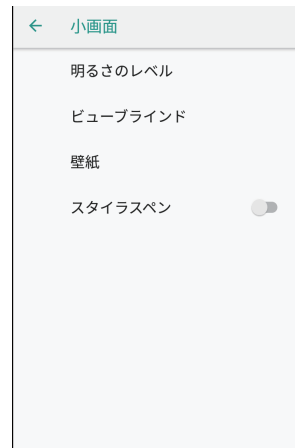 小画面
明るさのレベル
ビューブラインド
壁紙
スタイラスペン